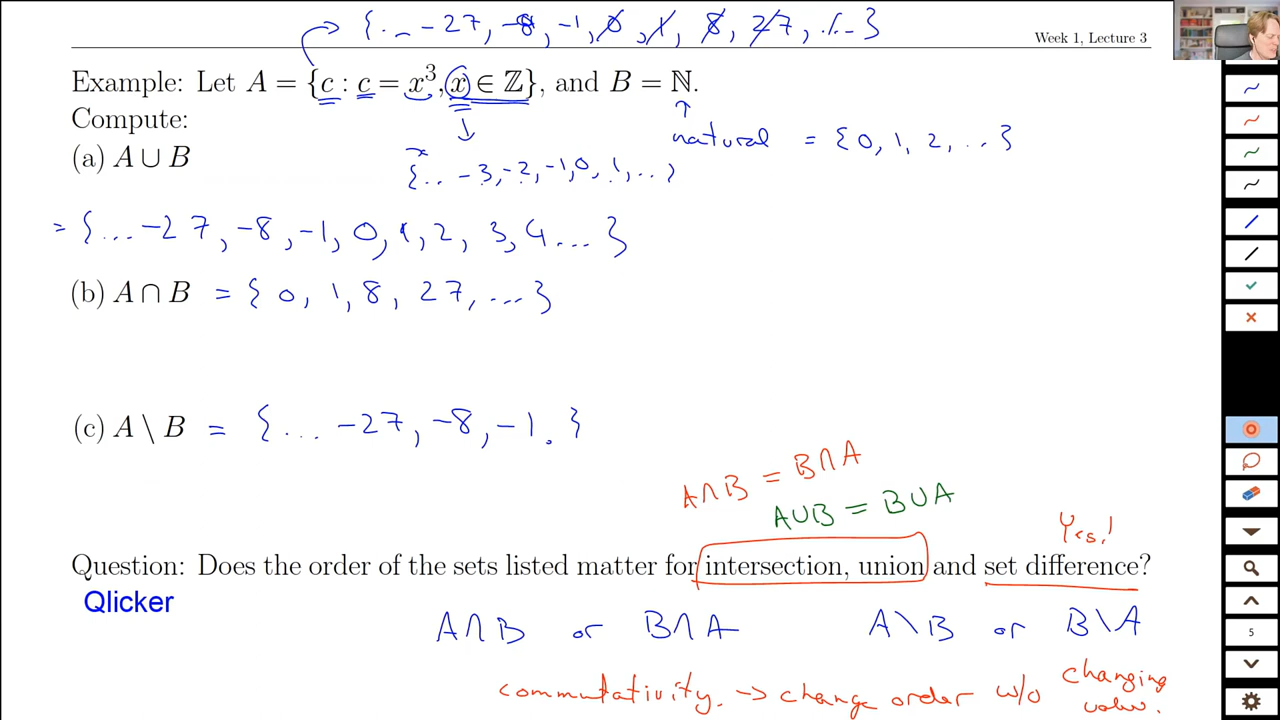 {... -27, -8, -1, 0, 1, 8, 27, ...}
Week 1, Lecture 3
Example: Let A = {c : c = x³, x ∈ ℤ}, and B = ℕ.
Compute:
natural = {0, 1, 2, ...}
(a) A ∪ B
{.. -3, -2, -1, 0, 1, ...}
= {... -27, -8, -1, 0, 1, 2, 3, 4 ... }
(b) A ∩ B = { 0, 1, 8, 27, ... }
(c) A \ B = { ... -27, -8, -1. }
A∩B = B∩A
A∪B = B∪A
Yes!
Question: Does the order of the sets listed matter for intersection, union and set difference?
Qlicker
A∩B or B∩A A\B or B\A
commutativity. → change order w/o changing
value.
5